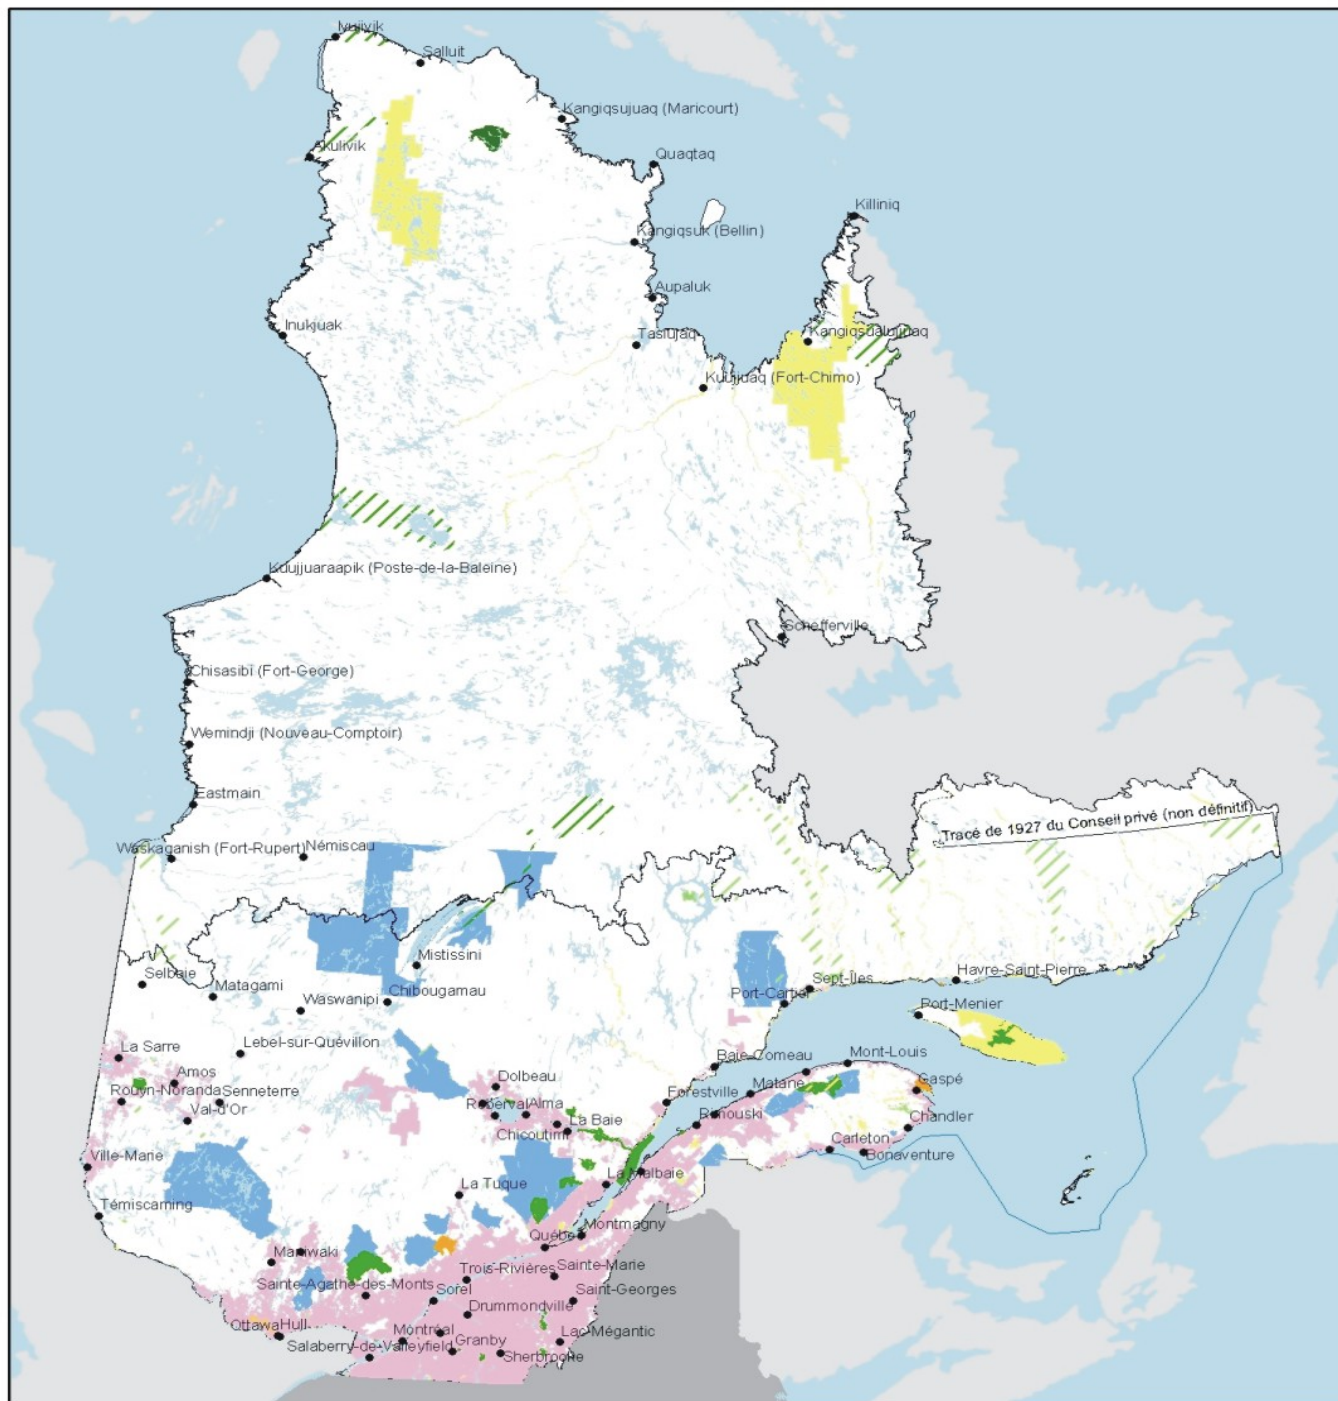 Ivujivik
Salluit
Kangiqsujuaq (Maricourt)
Akulivik
Quaqtaq
Killiniq
Kangiqsuk (Bellin)
Aupaluk
Inukjuak
Tasiujaq
Kangiqsualujjuaq
Kuujjuaq (Fort-Chimo)
Kuujjuaraapik (Poste-de-la-Baleine)
Schefferville
Chisasibi (Fort-George)
Wemindji (Nouveau-Comptoir)
Eastmain
Tracé de 1927 du Conseil privé (non définitif)
Waskaganish (Fort-Rupert)
Némiscau
Mistissini
Selbaie
Matagami
Waswanipi
Chibougamau
Sept-Îles
Havre-Saint-Pierre
Port-Cartier
Port-Menier
La Sarre
Lebel-sur-Quévillon
Baie-Comeau
Mont-Louis
Amos
Dolbeau
Matane
Gaspé
Rouyn-Noranda
Senneterre
Val-d'Or
Roberval
Alma
Forestville
Rimouski
Chandler
La Baie
Chicoutimi
Carleton
Bonaventure
Ville-Marie
La Tuque
La Malbaie
Témiscaming
Montmagny
Québec
Maniwaki
Trois-Rivières
Sainte-Marie
Sainte-Agathe-des-Monts
Sorel
Saint-Georges
Drummondville
Ottawa
Hull
Montréal
Lac-Mégantic
Salaberry-de-Valleyfield
Granby
Sherbrooke